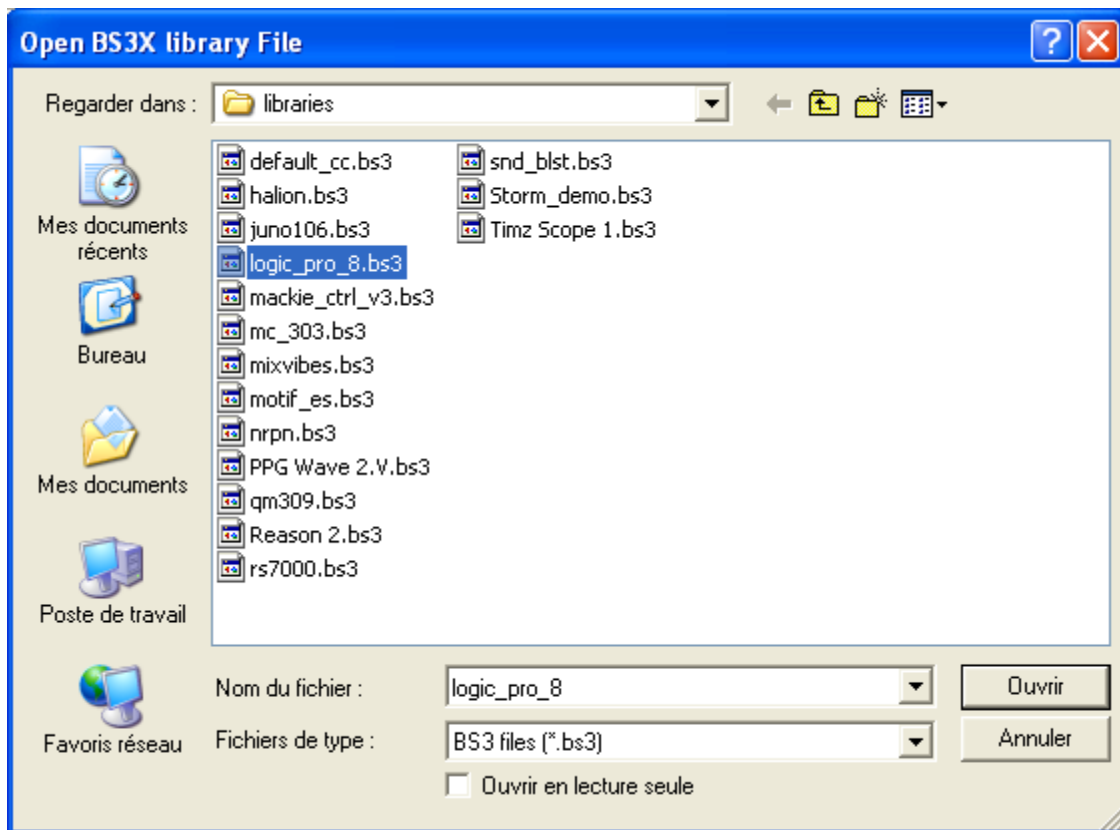 Open BS3X library File
Regarder dans :
libraries
Mes documents
récents
Bureau
Mes documents
Poste de travail
Favoris réseau
default_cc.bs3
halion.bs3
juno106.bs3
logic_pro_8.bs3
mackie_ctrl_v3.bs3
mc_303.bs3
mixvibes.bs3
motif_es.bs3
nrpn.bs3
PPG Wave 2.V.bs3
qm309.bs3
Reason 2.bs3
rs7000.bs3
snd_blst.bs3
Storm_demo.bs3
Timz Scope 1.bs3
Nom du fichier :
logic_pro_8
Ouvrir
Fichiers de type :
BS3 files (*.bs3)
Annuler
Ouvrir en lecture seule